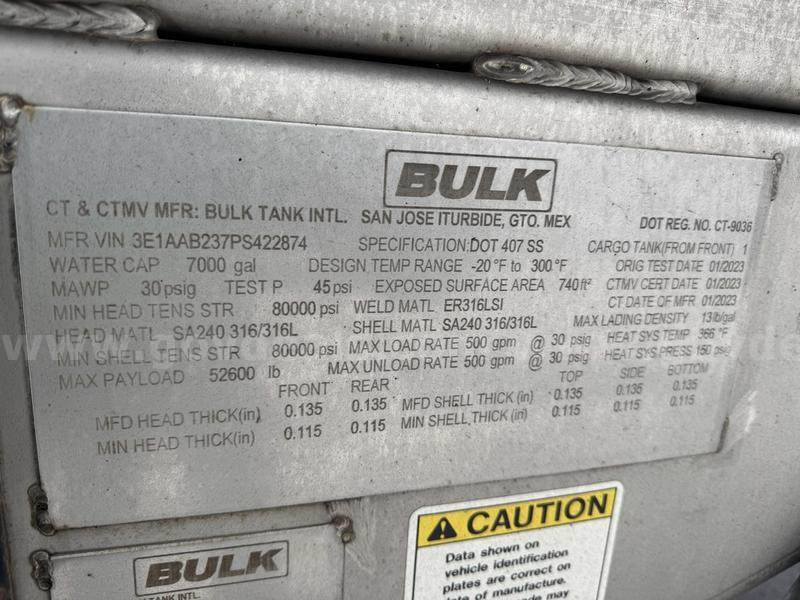 BULK
CT & CTMV MFR: BULK TANK INTL. SAN JOSE ITURBIDE, GTO. MEX DOT REG. NO. CT-9036
MFR VIN 3E1AAB237PS422874 SPECIFICATION:DOT 407 SS CARGO TANK(FROM FRONT) 1
WATER CAP 7000 gal DESIGN TEMP RANGE -20 °F to 300°F ORIG TEST DATE 01/2023
MAWP 30 psig TEST P 45psi EXPOSED SURFACE AREA 740ft² CTMV CERT DATE 01/2023
MIN HEAD TENS STR 80000 psi WELD MATL ER316LSI CT DATE OF MFR 01/2023
HEAD MATL SA240 316/316L SHELL MATL SA240 316/316L MAX LADING DENSITY 13lb/gal
MIN SHELL TENS STR 80000 psi MAX LOAD RATE 500 gpm @ 30 psig HEAT SYS TEMP 366 °F
MAX PAYLOAD 52600 lb MAX UNLOAD RATE 500 gpm @ 30 psig HEAT SYS PRESS 150 psig
FRONT REAR TOP SIDE BOTTOM
MFD HEAD THICK(in) 0.135 0.135 MFD SHELL THICK(in) 0.135 0.135 0.135
MIN HEAD THICK(in) 0.115 0.115 MIN SHELL THICK(in) 0.115 0.115 0.115
CAUTION
Data shown on
vehicle identification
plates are correct on
date of manufacture.
may
BULK
TANK INTL.